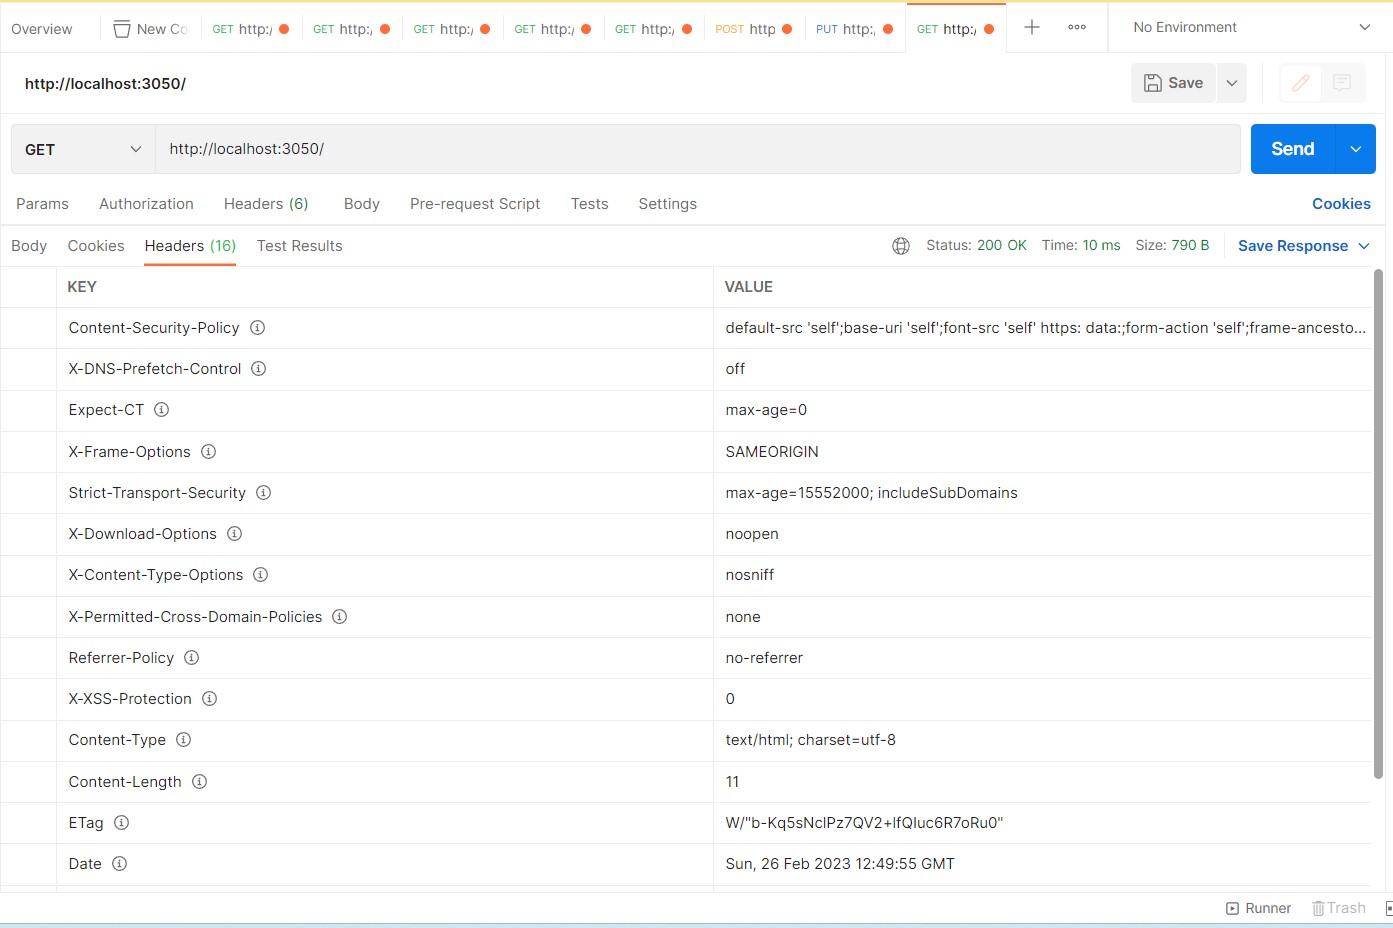 Overview New Co GET http:/ GET http:/ GET http:/ GET http:/ GET http:/ POST http PUT http:, GET http:/ No Environment
http://localhost:3050/ Save
GET http://localhost:3050/ Send
Params Authorization Headers (6) Body Pre-request Script Tests Settings Cookies
Body Cookies Headers (16) Test Results Status: 200 OK Time: 10 ms Size: 790 B Save Response
KEY VALUE
Content-Security-Policy default-src 'self';base-uri 'self';font-src 'self' https: data:;form-action 'self';frame-ancesto...
X-DNS-Prefetch-Control off
Expect-CT max-age=0
X-Frame-Options SAMEORIGIN
Strict-Transport-Security max-age=15552000; includeSubDomains
X-Download-Options noopen
X-Content-Type-Options nosniff
X-Permitted-Cross-Domain-Policies none
Referrer-Policy no-referrer
X-XSS-Protection 0
Content-Type text/html; charset=utf-8
Content-Length 11
ETag
Date Sun, 26 Feb 2023 12:49:55 GMT
Runner Trash